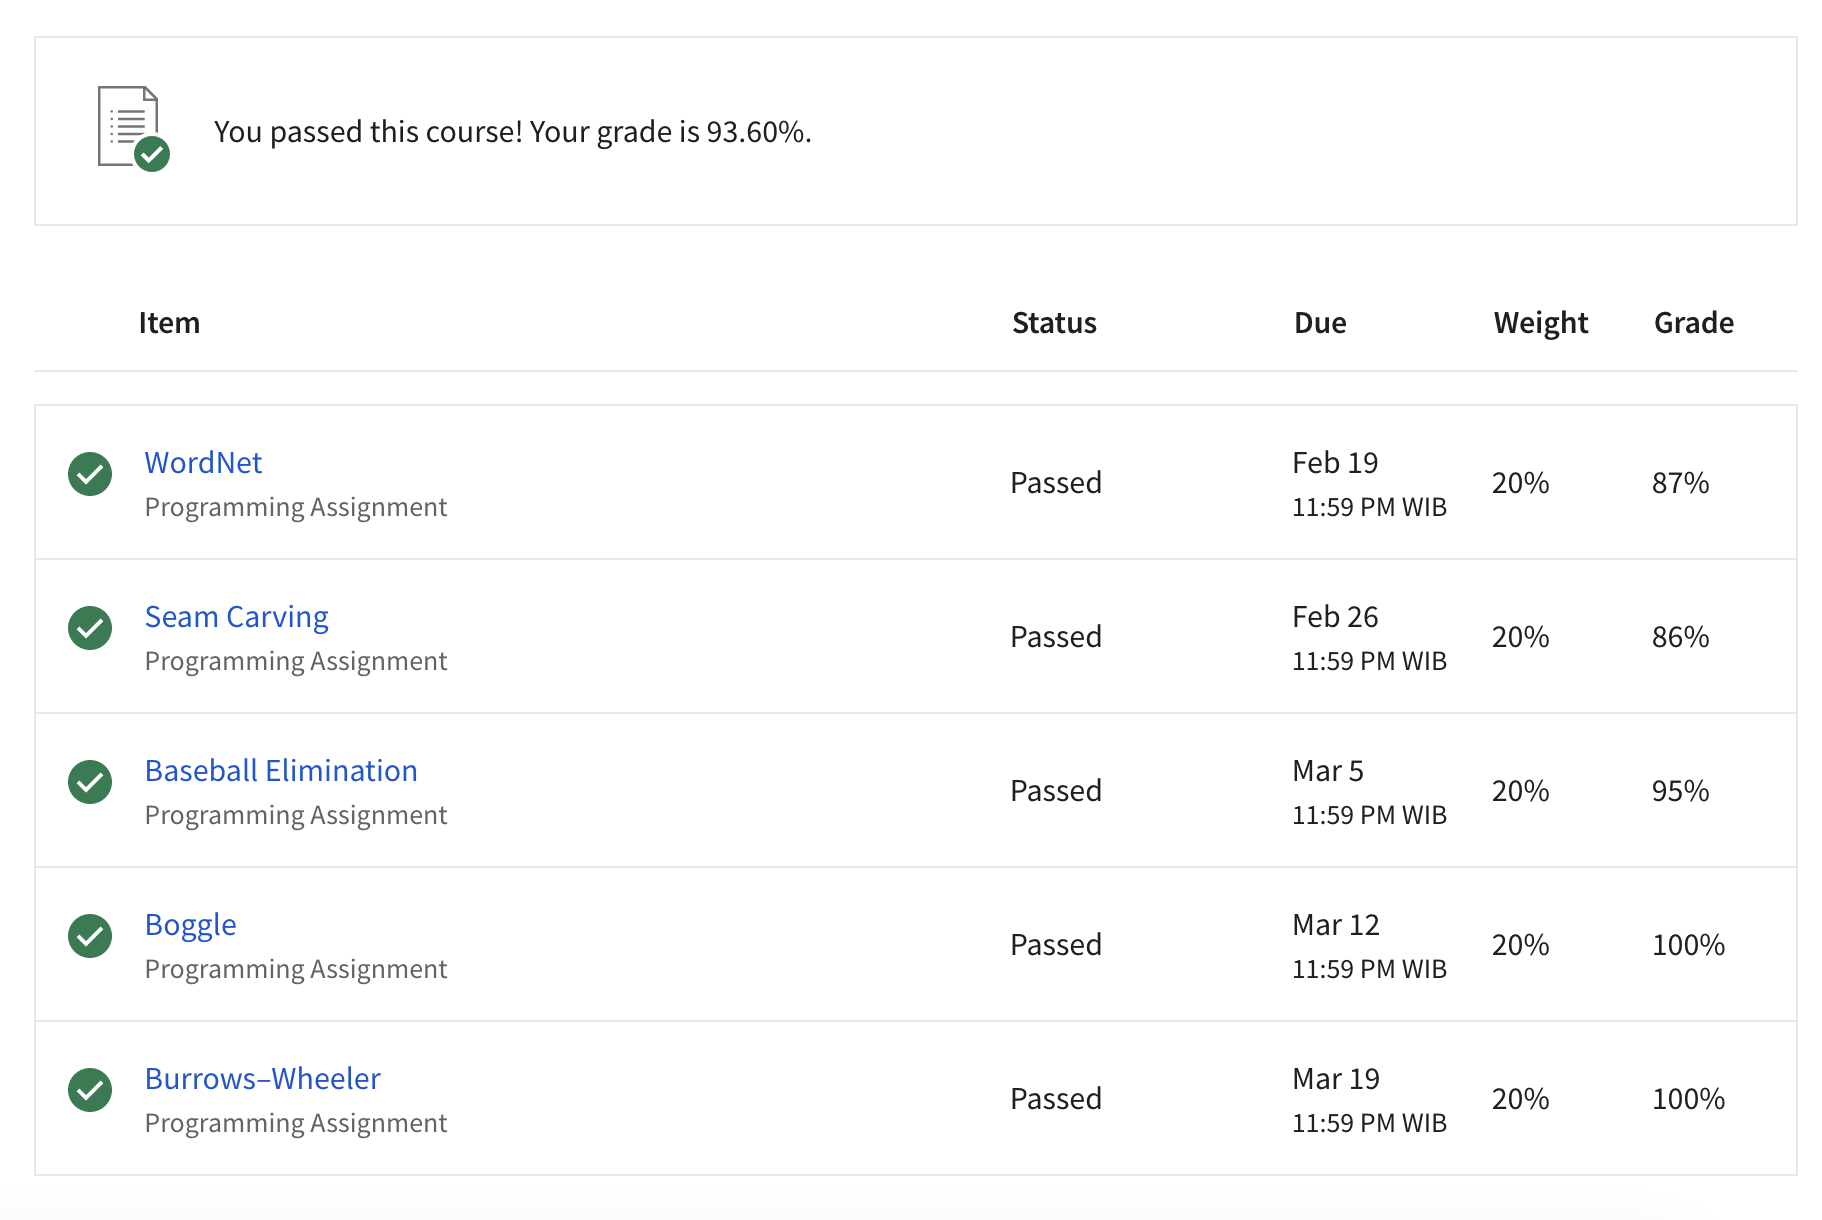 You passed this course! Your grade is 93.60%.
Item Status Due Weight Grade
WordNet
Programming Assignment
Passed
Feb 19
11:59 PM WIB
20%
87%
Seam Carving
Programming Assignment
Passed
Feb 26
11:59 PM WIB
20%
86%
Baseball Elimination
Programming Assignment
Passed
Mar 5
11:59 PM WIB
20%
95%
Boggle
Programming Assignment
Passed
Mar 12
11:59 PM WIB
20%
100%
Burrows–Wheeler
Programming Assignment
Passed
Mar 19
11:59 PM WIB
20%
100%